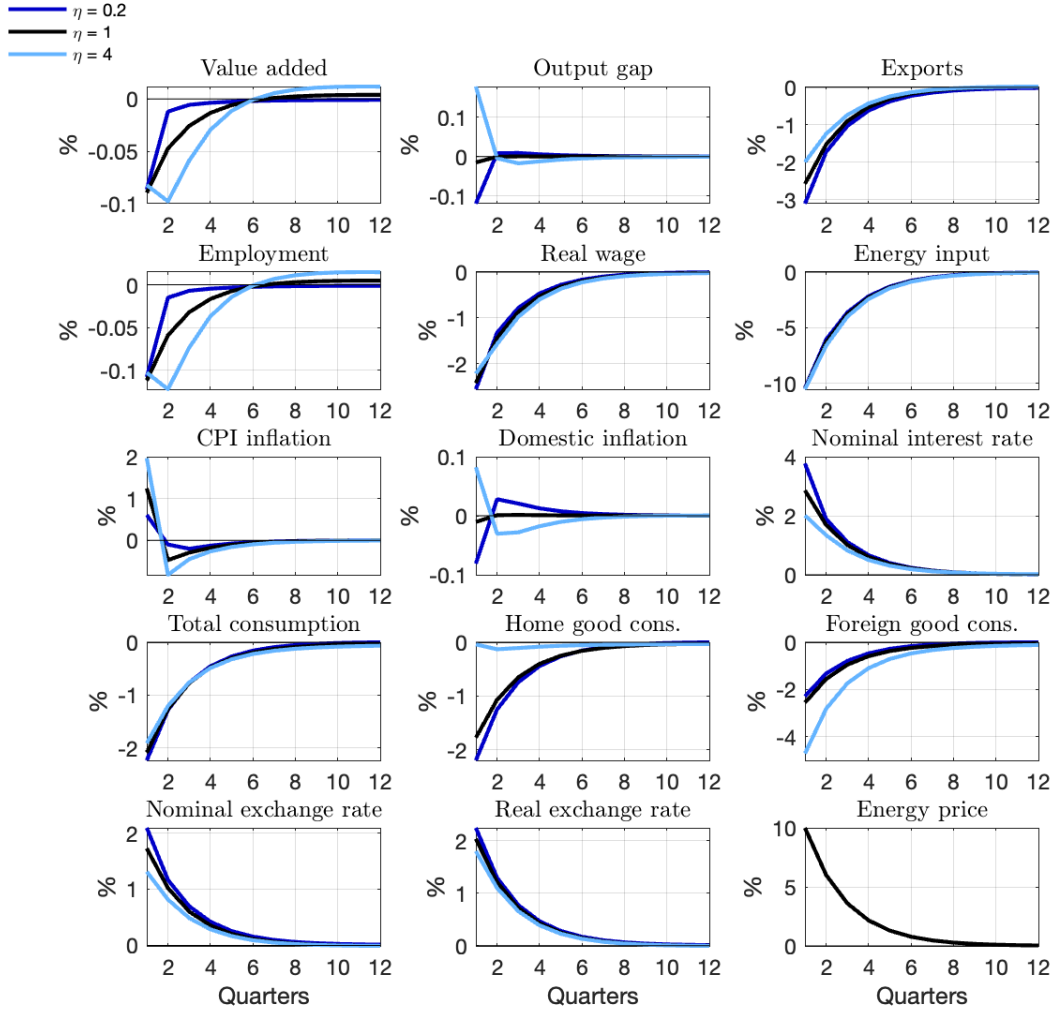 η = 0.2
η = 1
η = 4
Value added Output gap Exports
% 0 -0.05 -0.1 2 4 6 8 10 12
% 0.1 0 -0.1 2 4 6 8 10 12
% 0 -1 -2 -3 2 4 6 8 10 12
Employment Real wage Energy input
% 0 -0.05 -0.1 2 4 6 8 10 12
% 0 -1 -2 2 4 6 8 10 12
% 0 -5 -10 2 4 6 8 10 12
CPI inflation Domestic inflation Nominal interest rate
% 2 1 0 2 4 6 8 10 12
% 0.1 0 -0.1 2 4 6 8 10 12
% 4 2 0 2 4 6 8 10 12
Total consumption Home good cons. Foreign good cons.
% 0 -1 -2 2 4 6 8 10 12
% 0 -1 -2 2 4 6 8 10 12
% 0 -2 -4 2 4 6 8 10 12
Nominal exchange rate Real exchange rate Energy price
% 2 1 0 2 4 6 8 10 12
% 2 1 0 2 4 6 8 10 12
% 10 5 0 2 4 6 8 10 12
Quarters Quarters Quarters